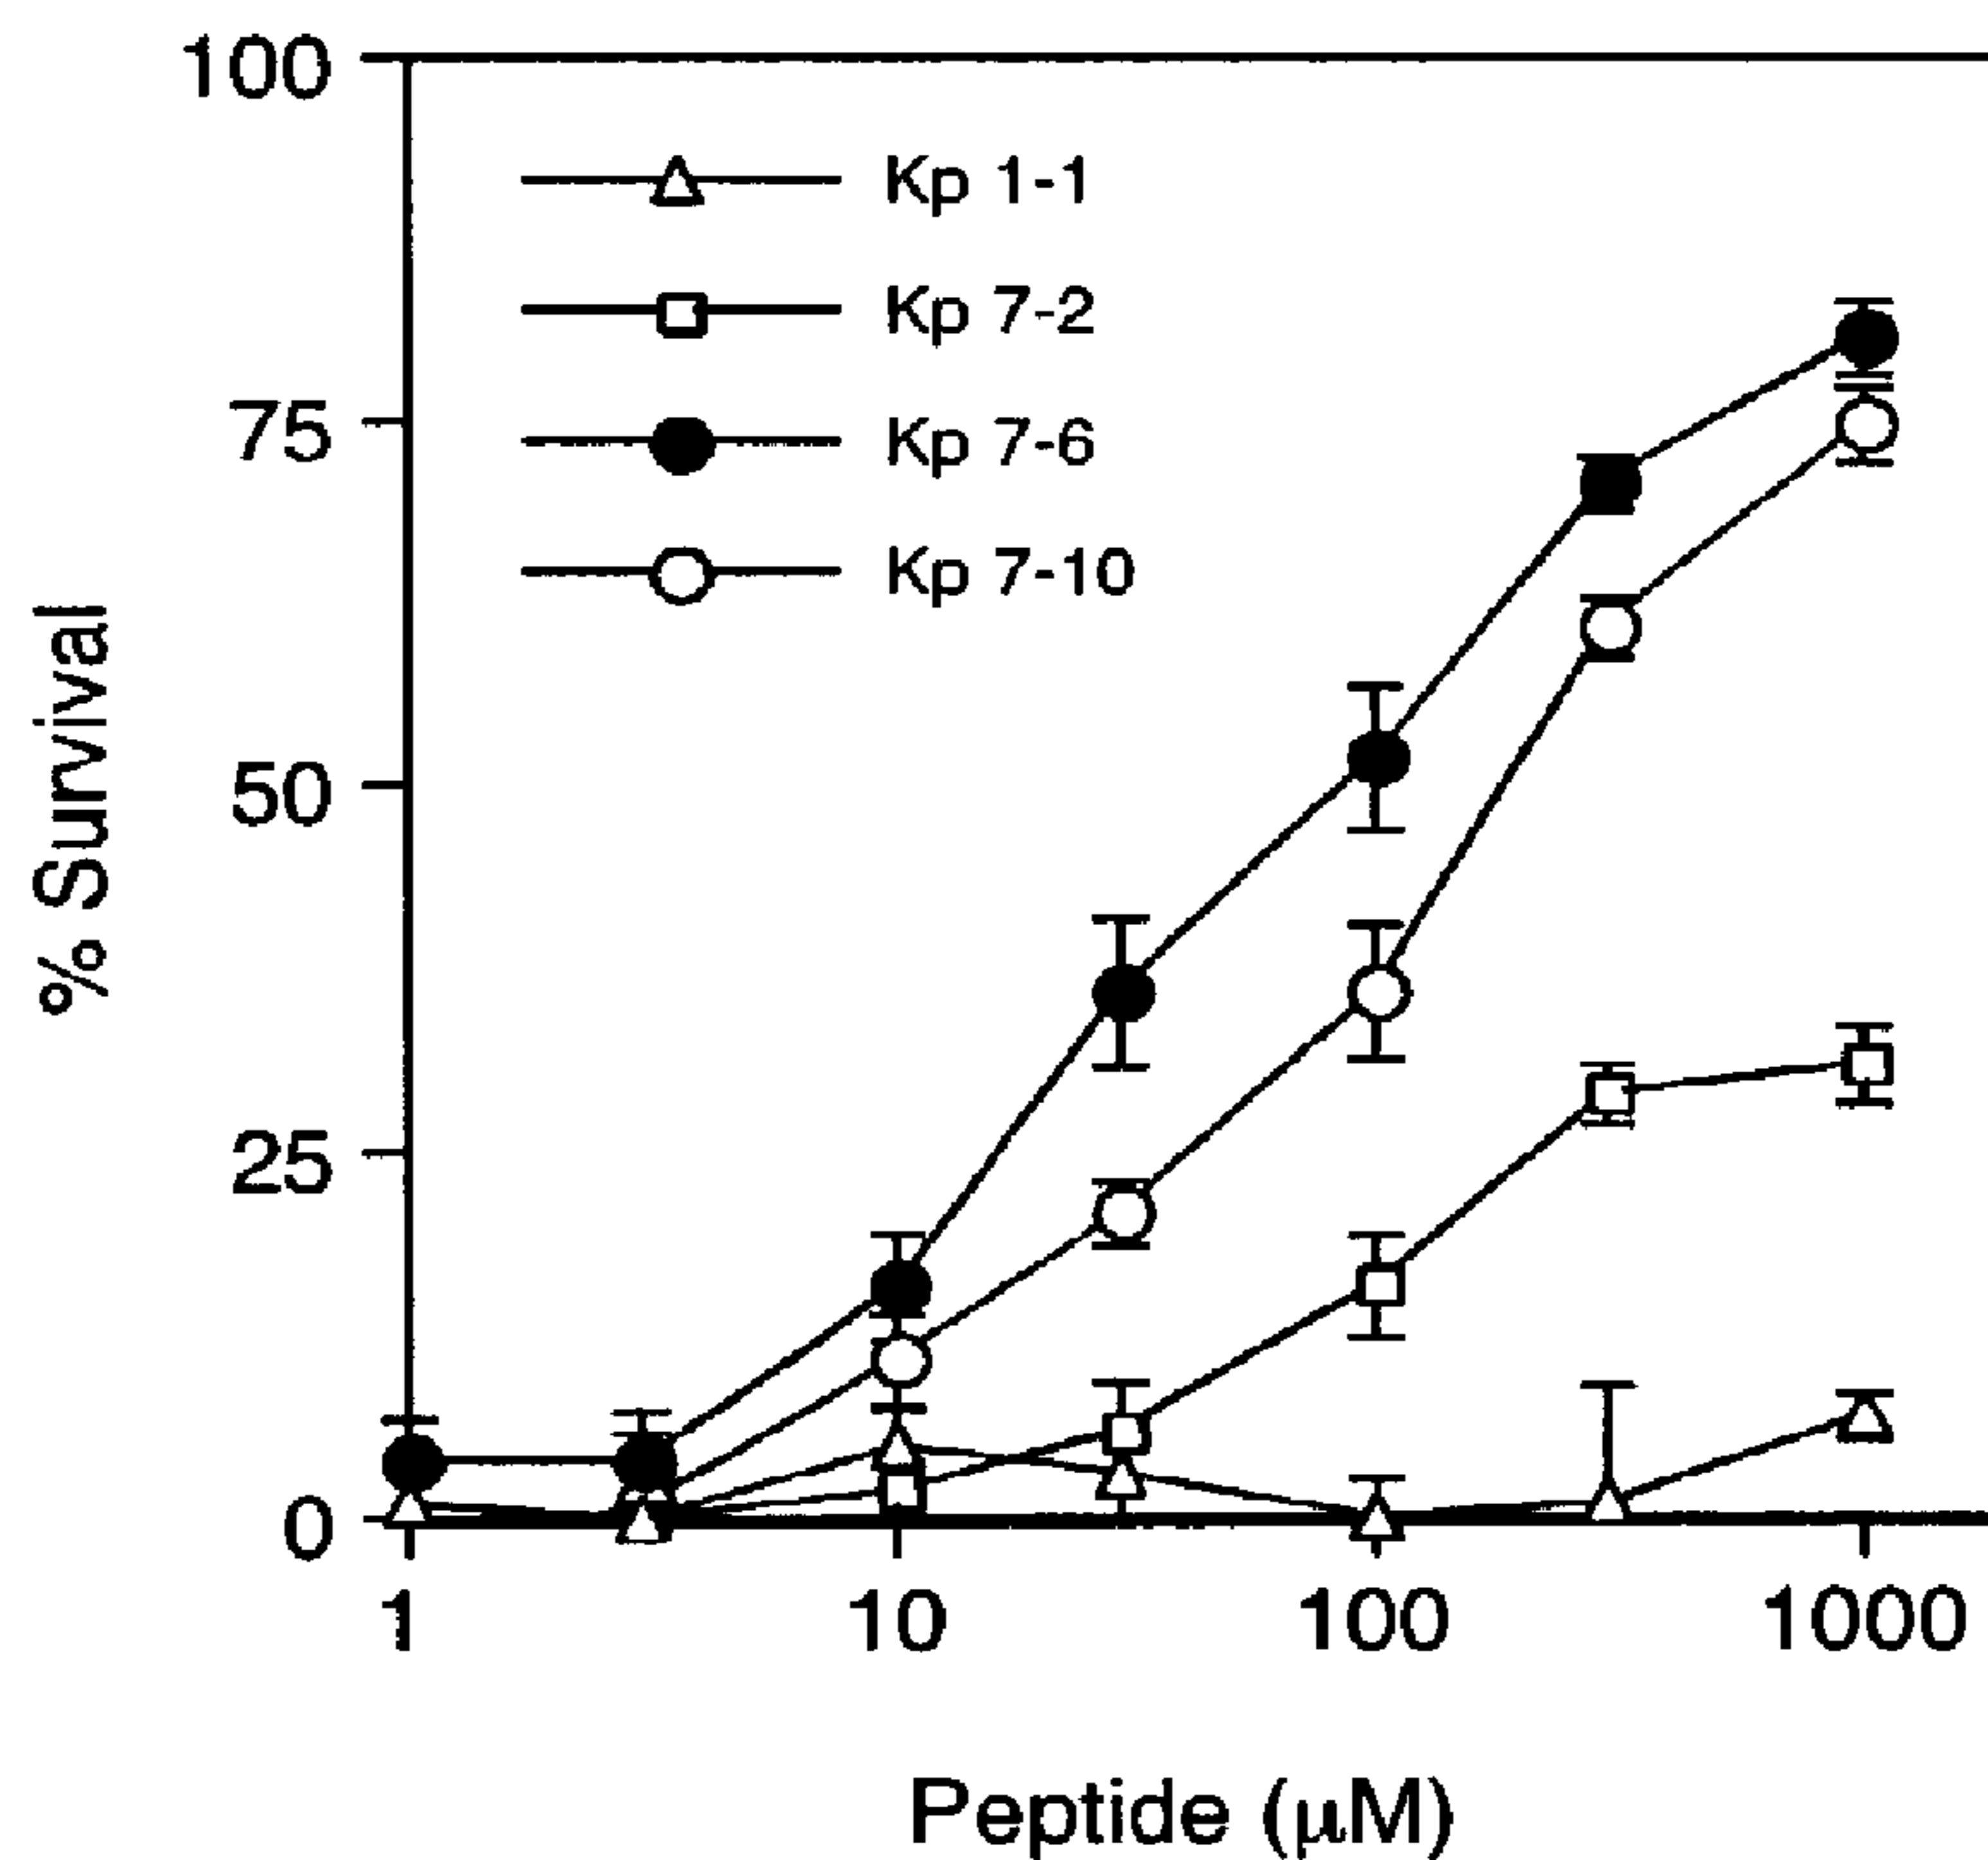 100
Kp 1-1
Kp 7-2
75
Kp 7-6
Kp 7-10
% Survival
50
25
0
1 10 100 1000
Peptide (μM)